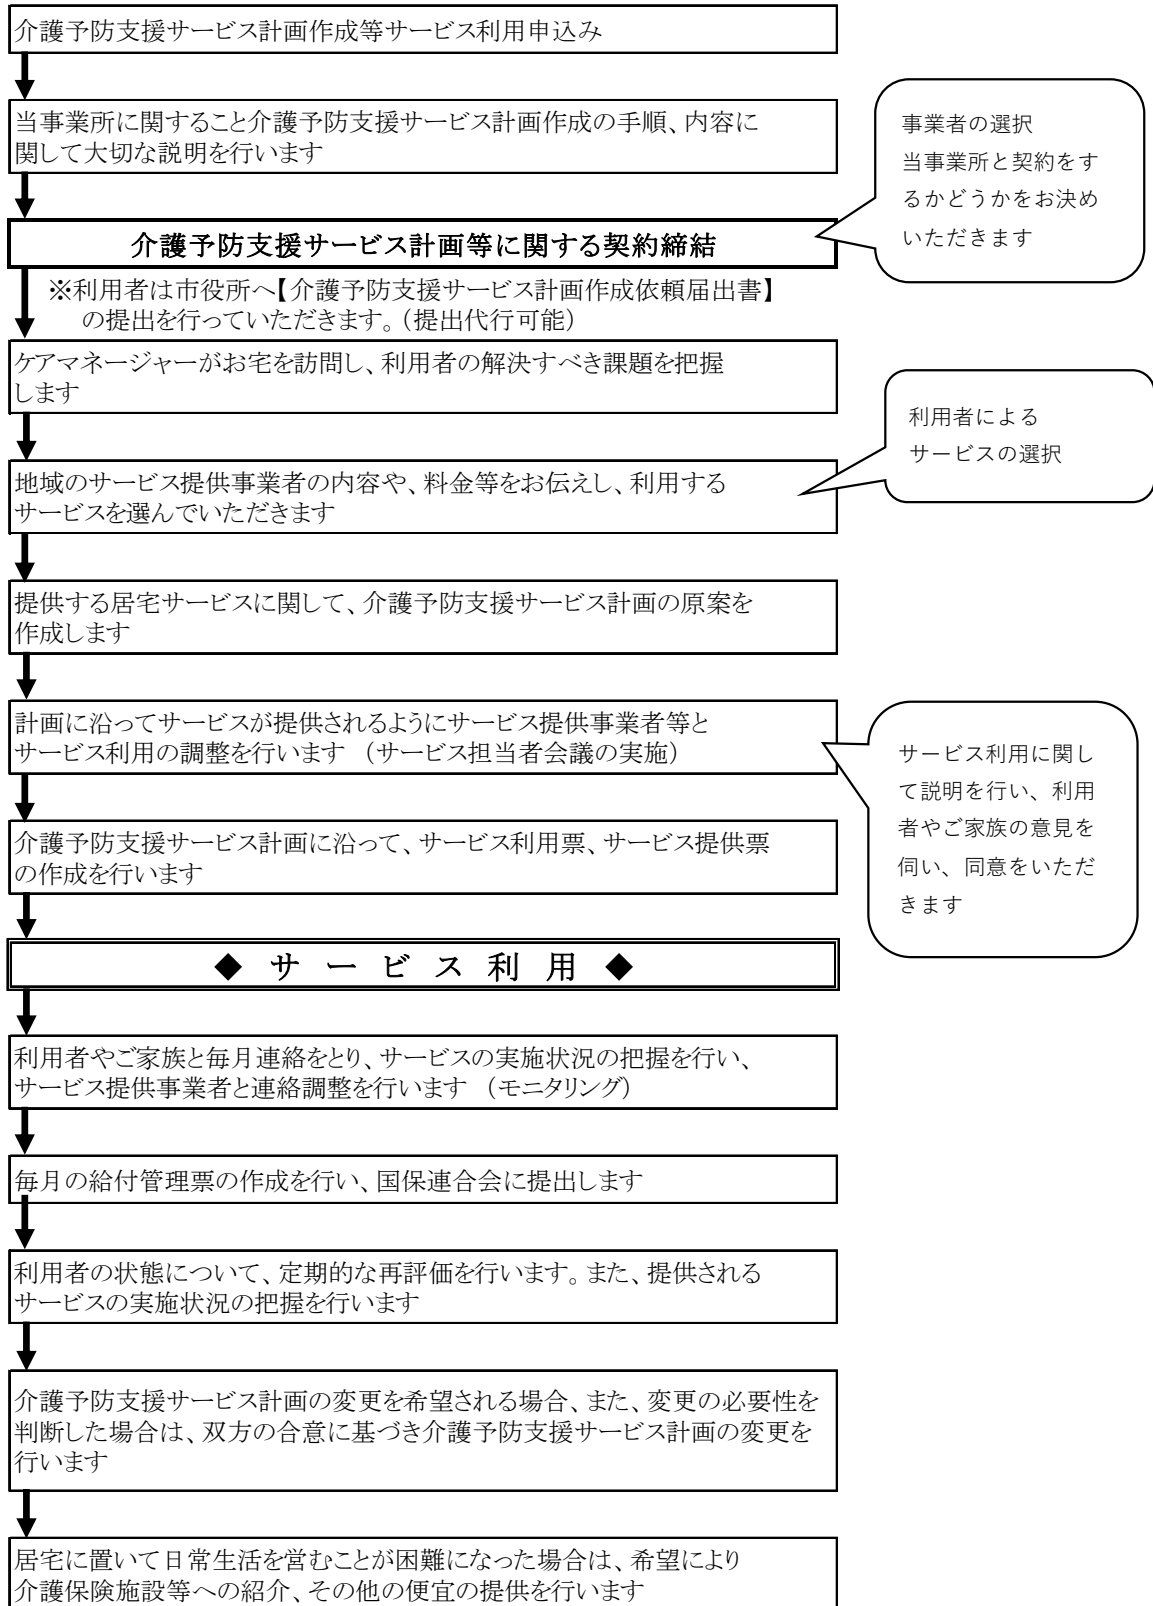 介護予防支援サービス計画作成等サービス利用申込み
当事業所に関すること介護予防支援サービス計画作成の手順、内容に
関して大切な説明を行います
事業者の選択
当事業所と契約をす
るかどうかをお決め
いただきます
介護予防支援サービス計画等に関する契約締結
※利用者は市役所へ【介護予防支援サービス計画作成依頼届出書】
の提出を行っていただきます。（提出代行可能）
ケアマネージャーがお宅を訪問し、利用者の解決すべき課題を把握
します
利用者による
サービスの選択
地域のサービス提供事業者の内容や、料金等をお伝えし、利用する
サービスを選んでいただきます
提供する居宅サービスに関して、介護予防支援サービス計画の原案を
作成します
計画に沿ってサービスが提供されるようにサービス提供事業者等と
サービス利用の調整を行います （サービス担当者会議の実施）
サービス利用に関し
て説明を行い、利用
者やご家族の意見を
伺い、同意をいただ
きます
介護予防支援サービス計画に沿って、サービス利用票、サービス提供票
の作成を行います
◆ サ ー ビ ス 利 用 ◆
利用者やご家族と毎月連絡をとり、サービスの実施状況の把握を行い、
サービス提供事業者と連絡調整を行います （モニタリング）
毎月の給付管理票の作成を行い、国保連合会に提出します
利用者の状態について、定期的な再評価を行います。また、提供される
サービスの実施状況の把握を行います
介護予防支援サービス計画の変更を希望される場合、また、変更の必要性を
判断した場合は、双方の合意に基づき介護予防支援サービス計画の変更を
行います
居宅に置いて日常生活を営むことが困難になった場合は、希望により
介護保険施設等への紹介、その他の便宜の提供を行います